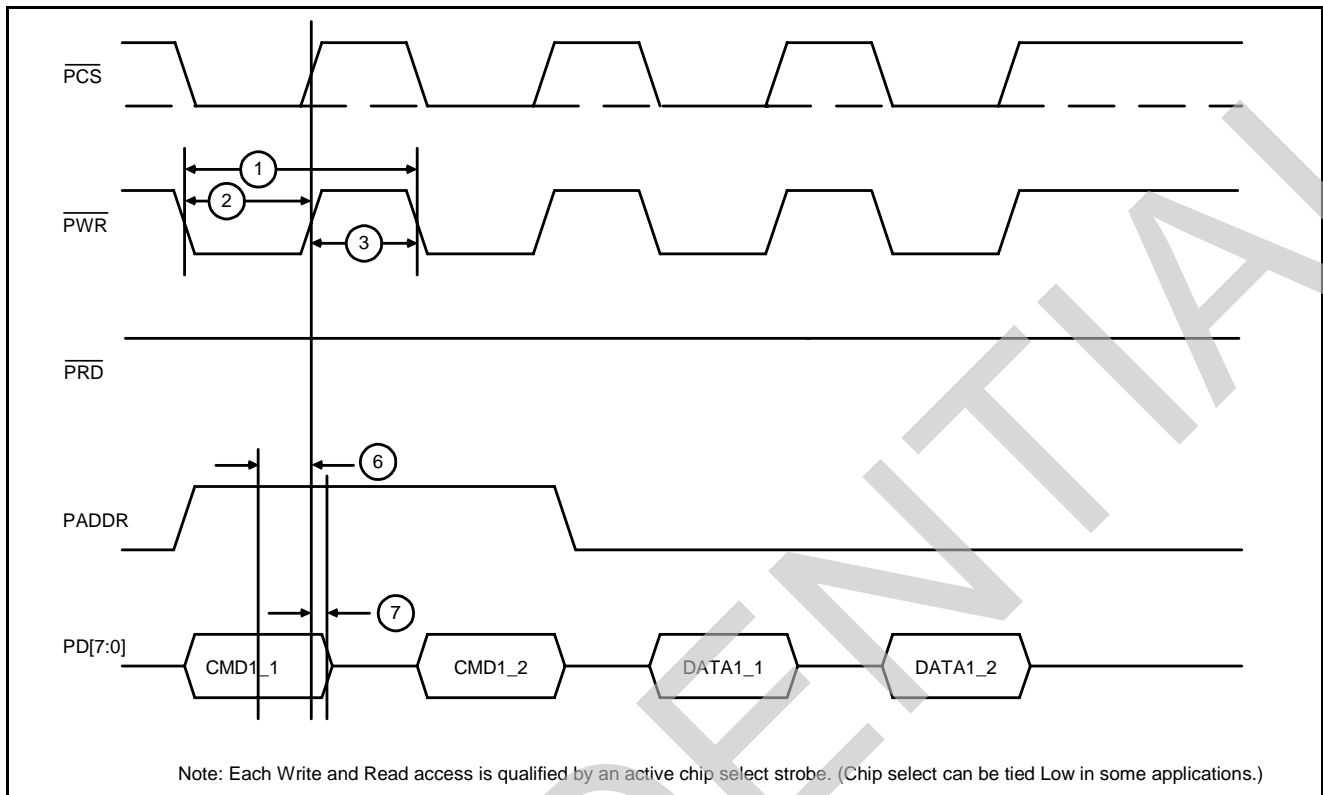 PCS
1
2
PWR
3
PRD
6
PADDR
7
PD[7:0]
CMD1_1 CMD1_2 DATA1_1 DATA1_2
Note: Each Write and Read access is qualified by an active chip select strobe. (Chip select can be tied Low in some applications.)
ENTIAL